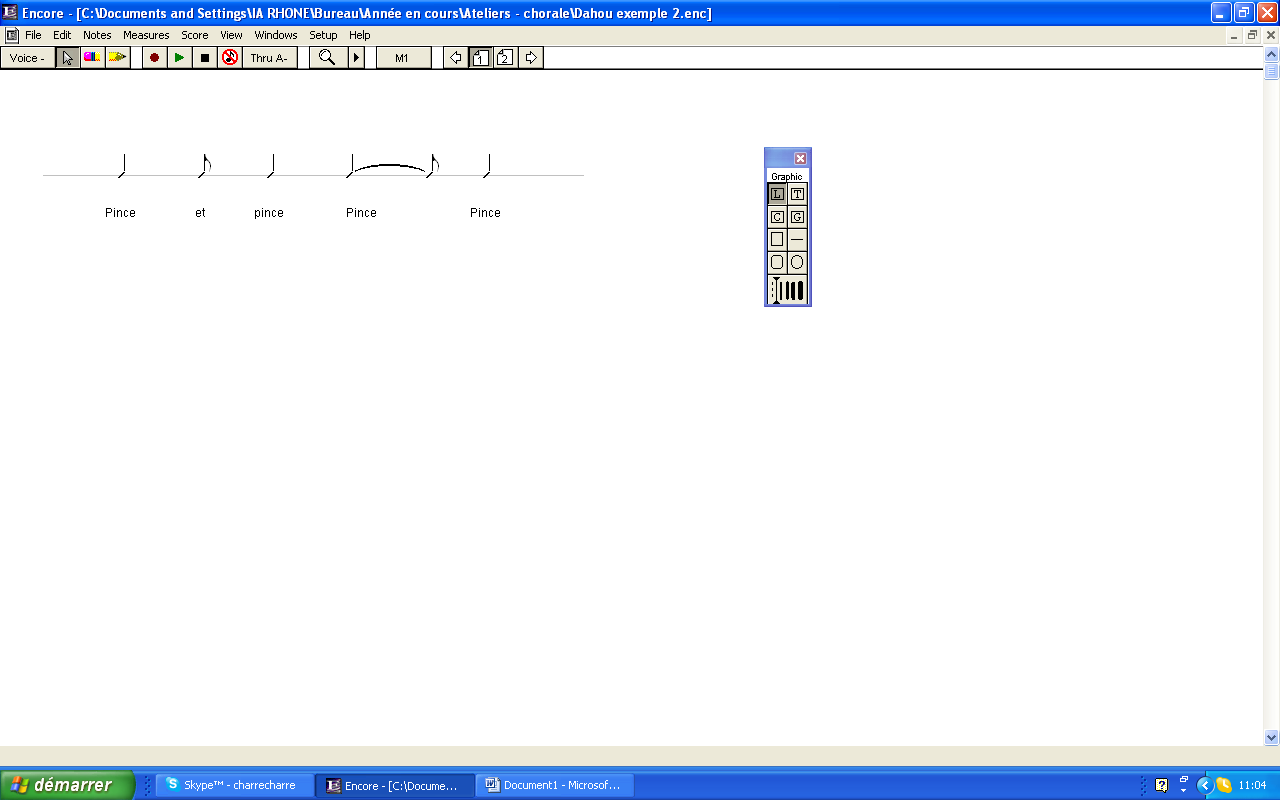 Encore - [C:\Documents and Settings\IA RHONE\Bureau\Année en cours\Ateliers - chorale\Dahou exemple 2.enc]
File Edit Notes Measures Score View Windows Setup Help
Voice - Thru A- M1 1 2
Graphic
L T
C G
Pince et pince Pince Pince
démarrer Skype™ - charrecharre Encore - [C:\Docume... Document1 - Microsof... 11:04